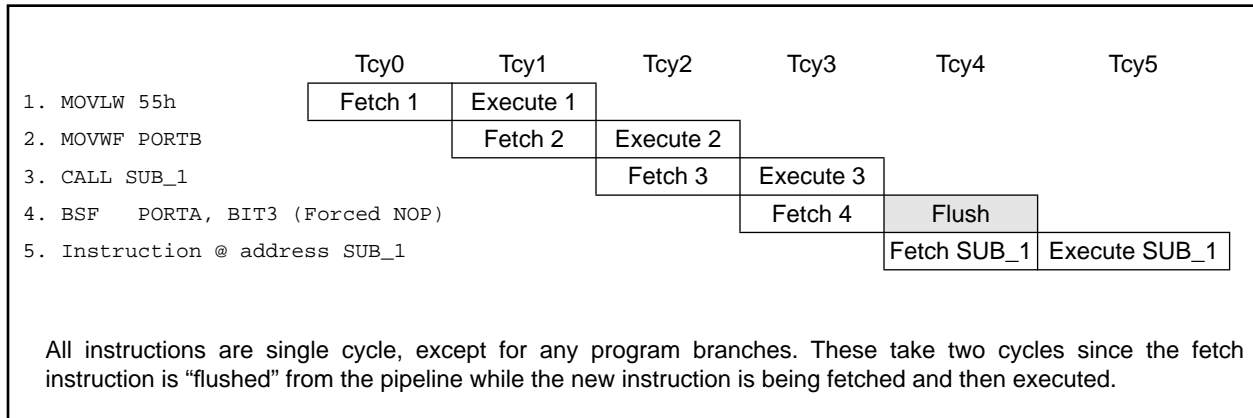 Tcy0 Tcy1 Tcy2 Tcy3 Tcy4 Tcy5
1. MOVLW 55h Fetch 1 Execute 1
2. MOVWF PORTB Fetch 2 Execute 2
3. CALL SUB_1 Fetch 3 Execute 3
4. BSF PORTA, BIT3 (Forced NOP) Fetch 4 Flush
5. Instruction @ address SUB_1 Fetch SUB_1 Execute SUB_1
All instructions are single cycle, except for any program branches. These take two cycles since the fetch
instruction is “flushed” from the pipeline while the new instruction is being fetched and then executed.